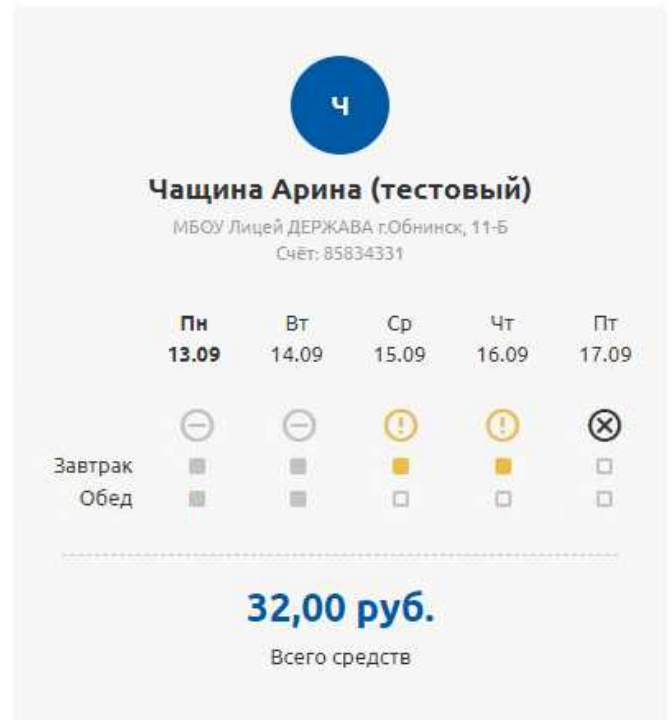 Ч
Чащина Арина (тестовый)
МБОУ Лицей ДЕРЖАВА г.Обнинск, 11-Б
Счёт: 85834331
Пн Вт Ср Чт Пт
13.09 14.09 15.09 16.09 17.09
Завтрак
Обед
32,00 руб.
Всего средств